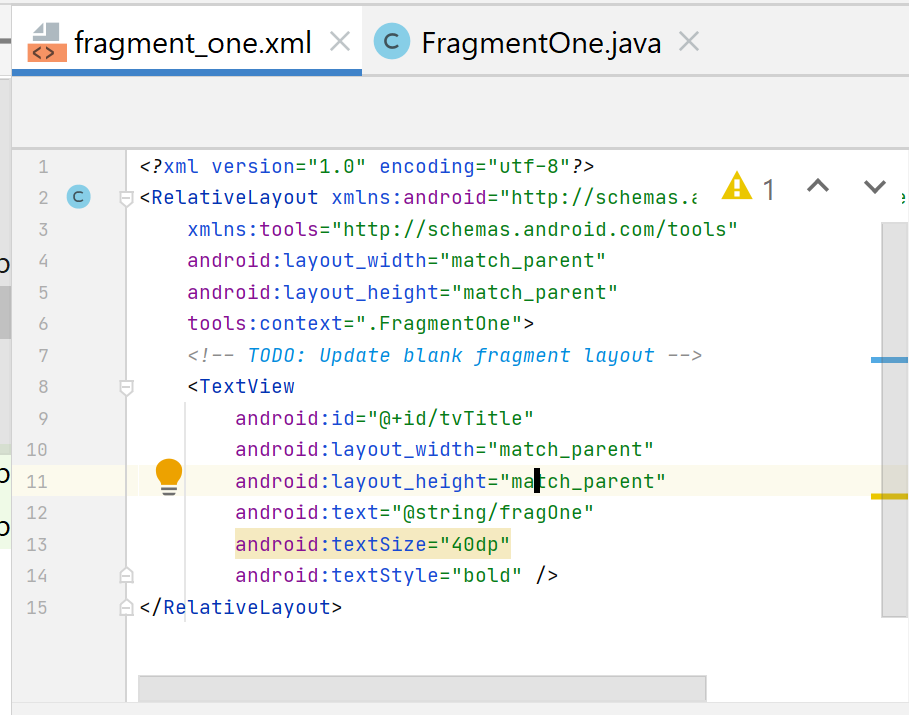 fragment_one.xml FragmentOne.java
1 <?xml version="1.0" encoding="utf-8"?>
2 C <RelativeLayout xmlns:android="http://schemas.a
1
3 xmlns:tools="http://schemas.android.com/tools"
4 android:layout_width="match_parent"
5 android:layout_height="match_parent"
6 tools:context=".FragmentOne">
7 <!-- TODO: Update blank fragment layout -->
8 <TextView
9 android:id="@+id/tvTitle"
10 android:layout_width="match_parent"
11 android:layout_height="match_parent"
12 android:text="@string/fragOne"
13 android:textSize="40dp"
14 android:textStyle="bold" />
15 </RelativeLayout>